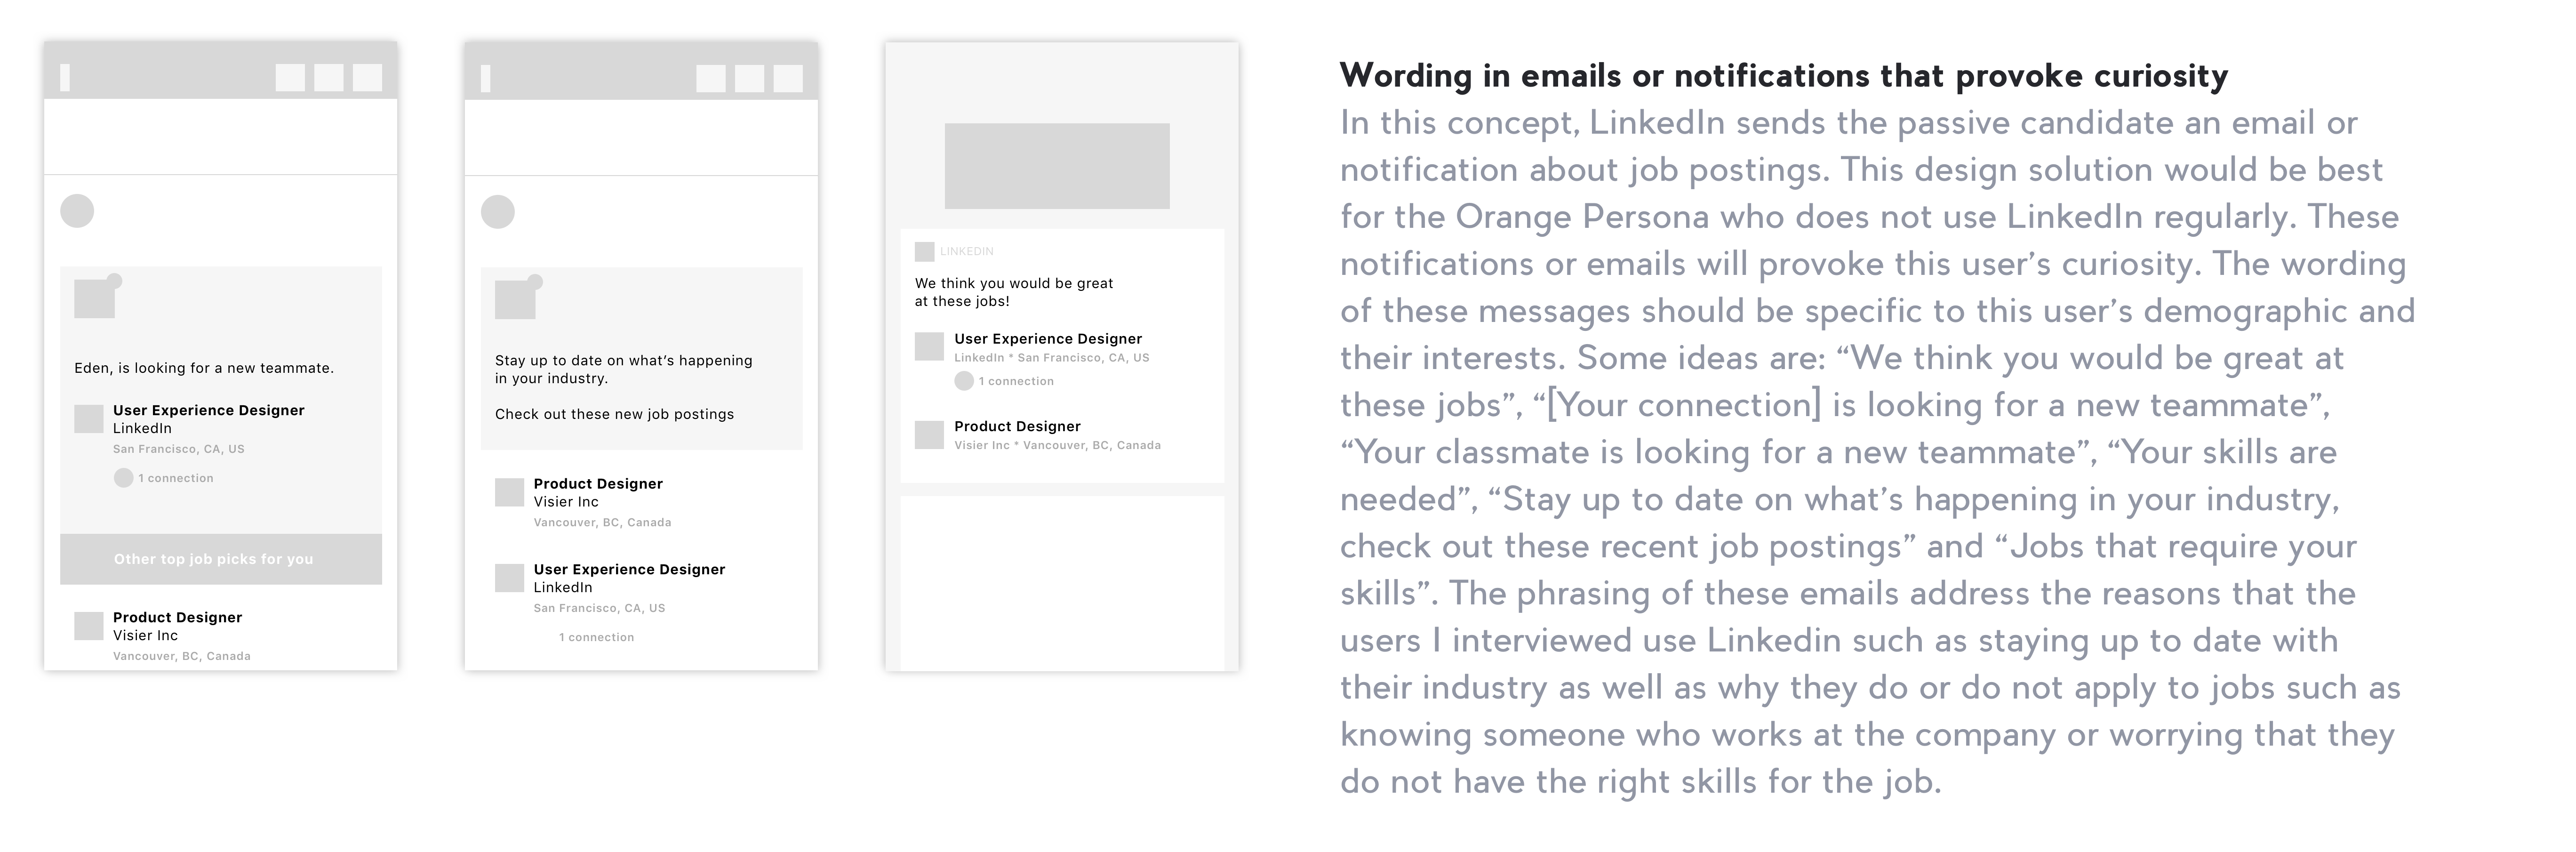 Eden, is looking for a new teammate.
User Experience Designer
LinkedIn
San Francisco, CA, US
1 connection
Other top job picks for you
Product Designer
Visier Inc
Vancouver, BC, Canada
Stay up to date on what’s happening
in your industry.
Check out these new job postings
Product Designer
Visier Inc
Vancouver, BC, Canada
User Experience Designer
LinkedIn
San Francisco, CA, US
1 connection
LINKEDIN
We think you would be great
at these jobs!
User Experience Designer
LinkedIn * San Francisco, CA, US
1 connection
Product Designer
Visier Inc * Vancouver, BC, Canada
Wording in emails or notifications that provoke curiosity
In this concept, LinkedIn sends the passive candidate an email or
notification about job postings. This design solution would be best
for the Orange Persona who does not use LinkedIn regularly. These
notifications or emails will provoke this user’s curiosity. The wording
of these messages should be specific to this user’s demographic and
their interests. Some ideas are: “We think you would be great at
these jobs”, “[Your connection] is looking for a new teammate”,
“Your classmate is looking for a new teammate”, “Your skills are
needed”, “Stay up to date on what’s happening in your industry,
check out these recent job postings” and “Jobs that require your
skills”. The phrasing of these emails address the reasons that the
users I interviewed use Linkedin such as staying up to date with
their industry as well as why they do or do not apply to jobs such as
knowing someone who works at the company or worrying that they
do not have the right skills for the job.